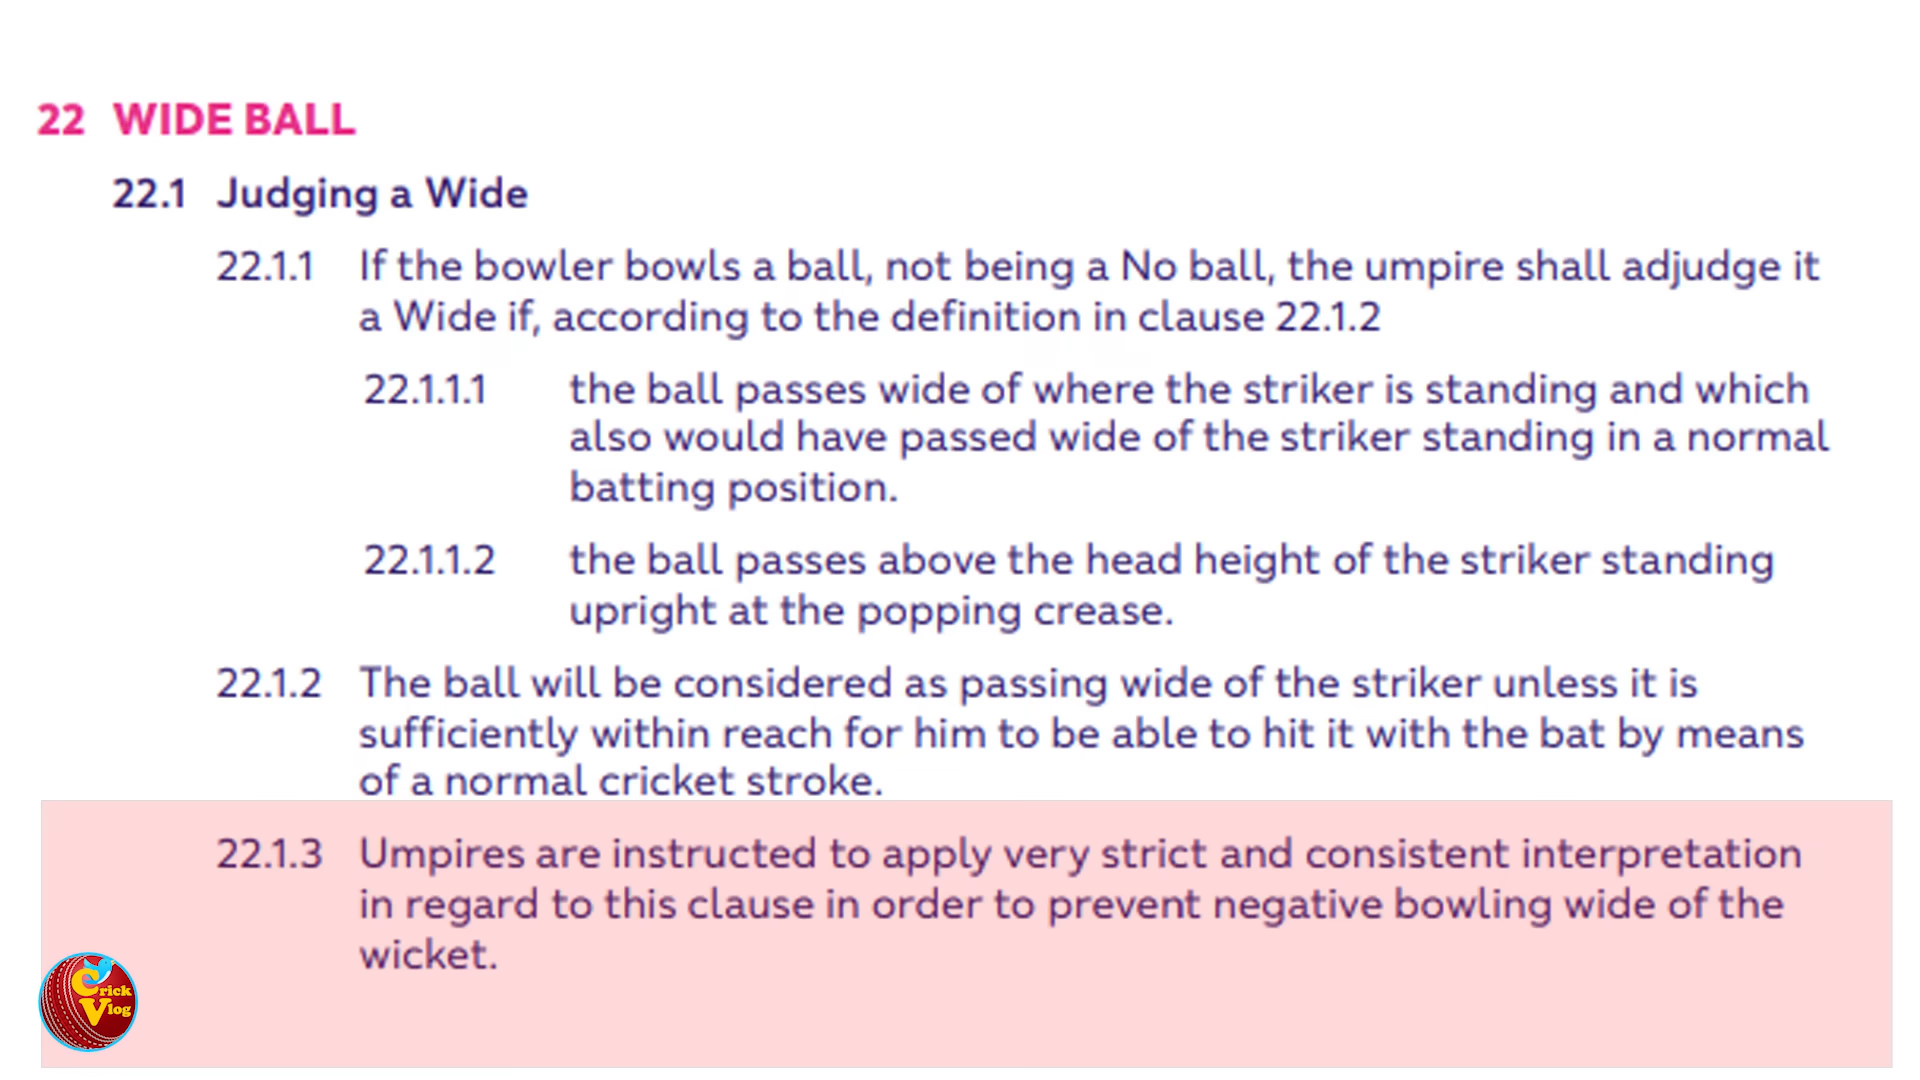 22 WIDE BALL
22.1 Judging a Wide
22.1.1 If the bowler bowls a ball, not being a No ball, the umpire shall adjudge it
a Wide if, according to the definition in clause 22.1.2
22.1.1.1 the ball passes wide of where the striker is standing and which
also would have passed wide of the striker standing in a normal
batting position.
22.1.1.2 the ball passes above the head height of the striker standing
upright at the popping crease.
22.1.2 The ball will be considered as passing wide of the striker unless it is
sufficiently within reach for him to be able to hit it with the bat by means
of a normal cricket stroke.
22.1.3 Umpires are instructed to apply very strict and consistent interpretation
in regard to this clause in order to prevent negative bowling wide of the
wicket.
Crick
Vlog